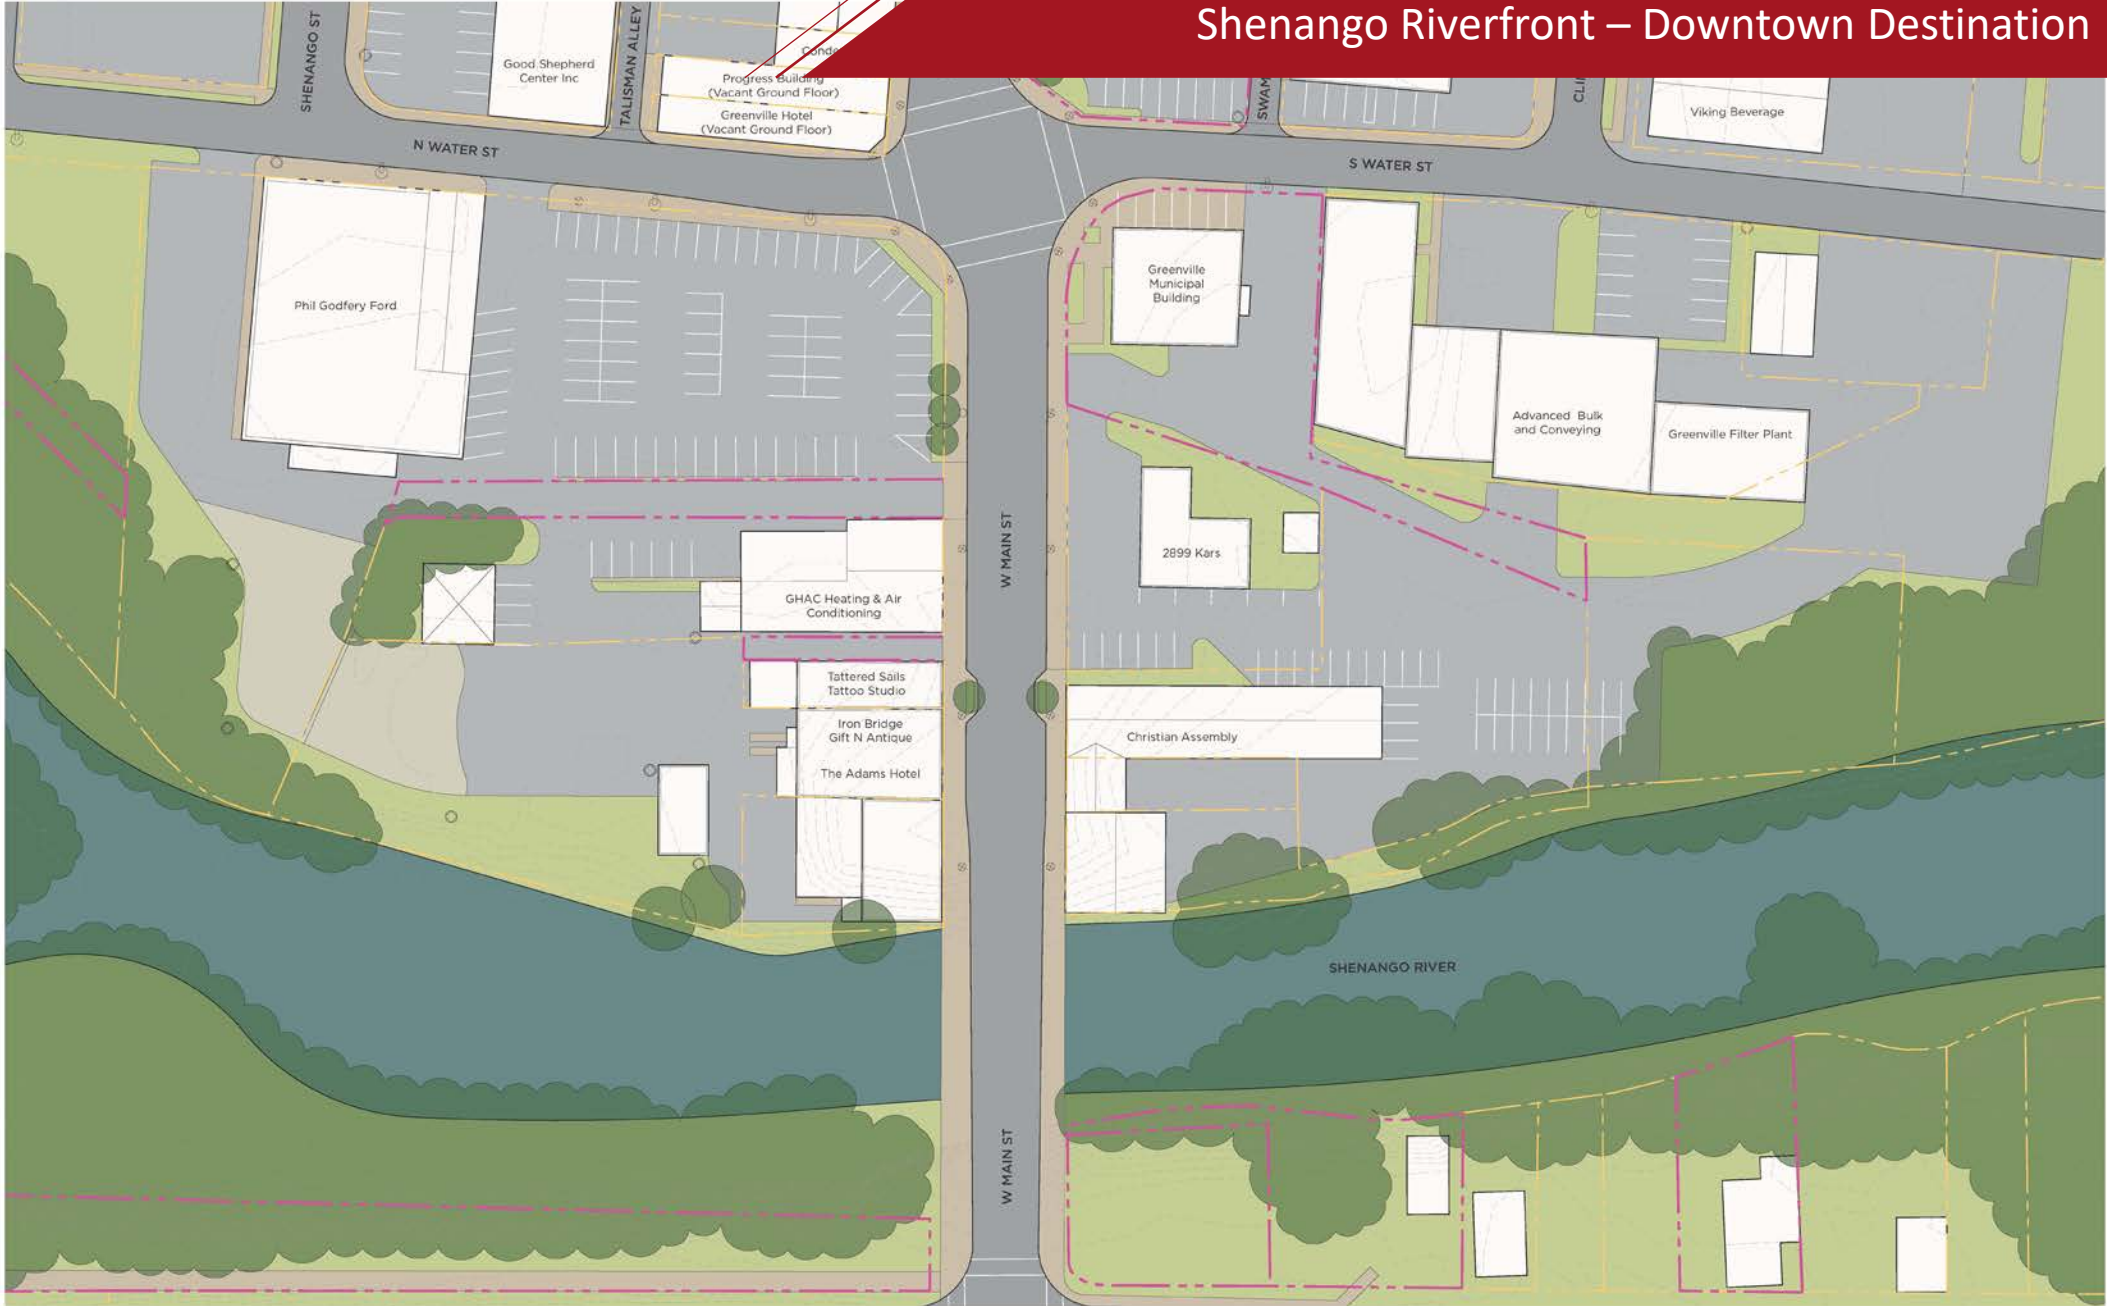 Shenango Riverfront – Downtown Destination
SHENANGO ST
Good Shepherd
Center Inc
TALISMAN ALLEY
Progress Building
(Vacant Ground Floor)
Greenville Hotel
(Vacant Ground Floor)
Viking Beverage
N WATER ST
S WATER ST
Phil Godfery Ford
Greenville
Municipal
Building
Advanced Bulk
and Conveying
Greenville Filter Plant
W MAIN ST
2899 Kars
GHAC Heating & Air
Conditioning
Tattered Sails
Tattoo Studio
Iron Bridge
Gift N Antique
The Adams Hotel
Christian Assembly
SHENANGO RIVER
W MAIN ST